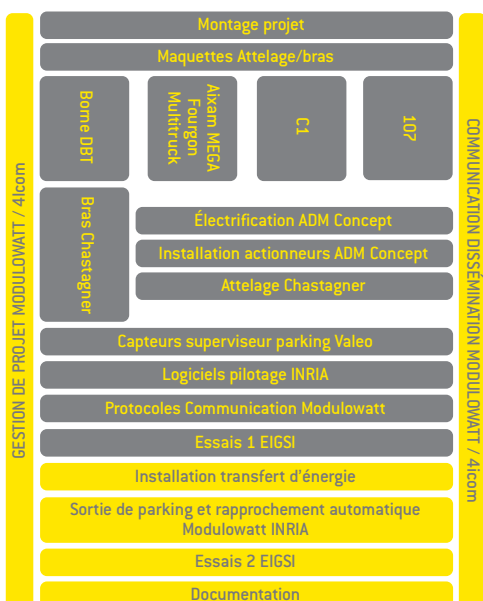 Montage projet
Maquettes Attelage/bras
Borne DBT
Aixam MEGA
Fourgon
Multitruck
C1
107
Bras Chastagner
Électrification ADM Concept
Installation actionneurs ADM Concept
Attelage Chastagner
Capteurs superviseur parking Valeo
Logiciels pilotage INRIA
Protocoles Communication Modulowatt
Essais 1 EIGSI
Installation transfert d'énergie
Sortie de parking et rapprochement automatique
Modulowatt INRIA
Essais 2 EIGSI
Documentation
GESTION DE PROJET MODULOWATT / 4Icom
COMMUNICATION DISSÉMINATION MODULOWATT / 4icom